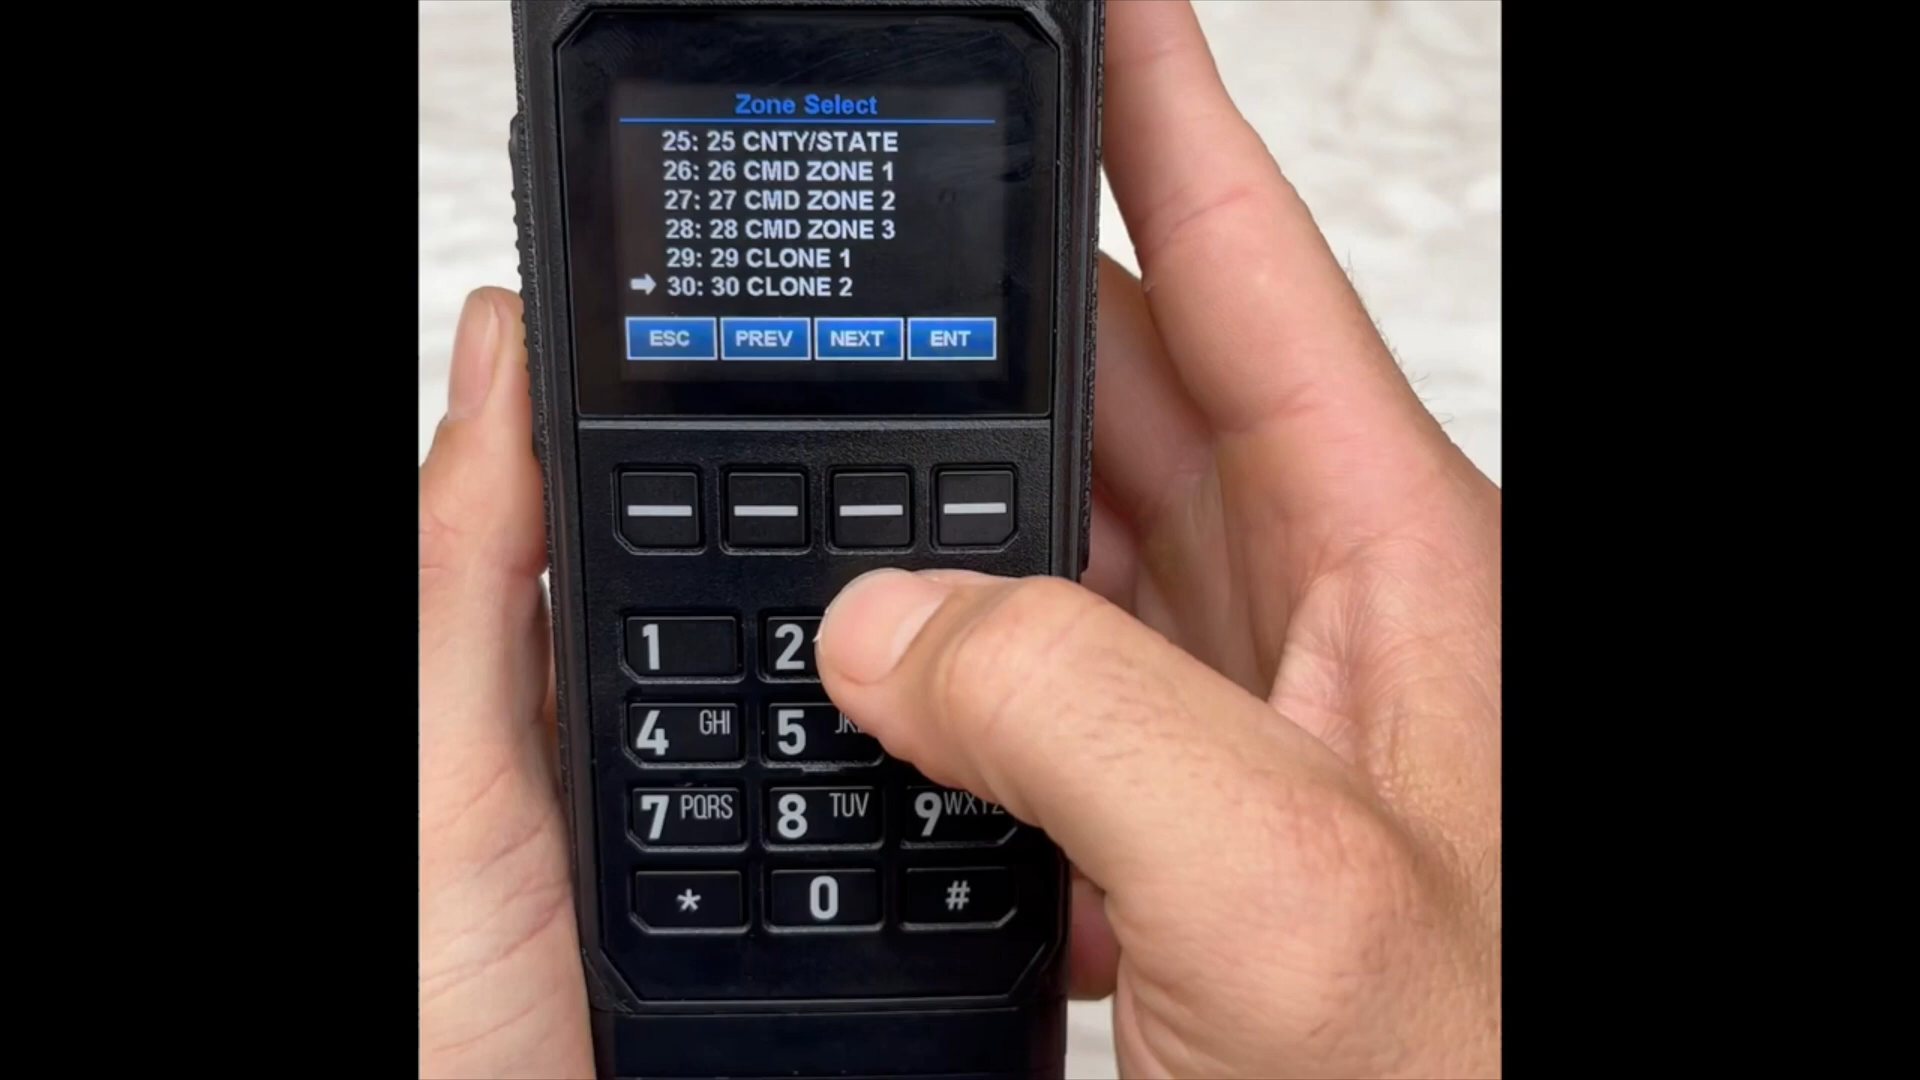 Zone Select
25: 25 CNTY/STATE
26: 26 CMD ZONE 1
27: 27 CMD ZONE 2
28: 28 CMD ZONE 3
29: 29 CLONE 1
30: 30 CLONE 2
ESC PREV NEXT ENT
1 2
4 GHI 5
7 PQRS 8 TUV 9 WXYZ
* 0 #